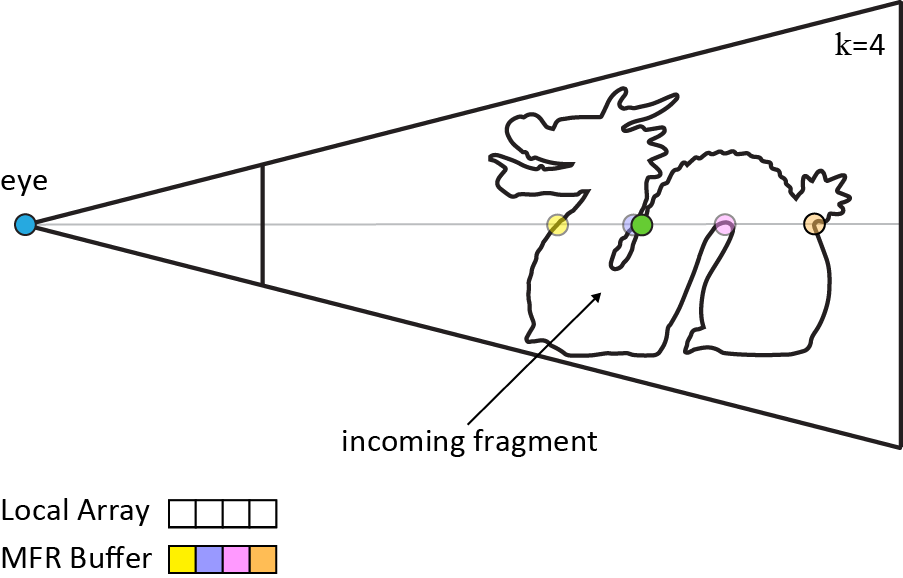 k=4
eye
incoming fragment
Local Array
MFR Buffer